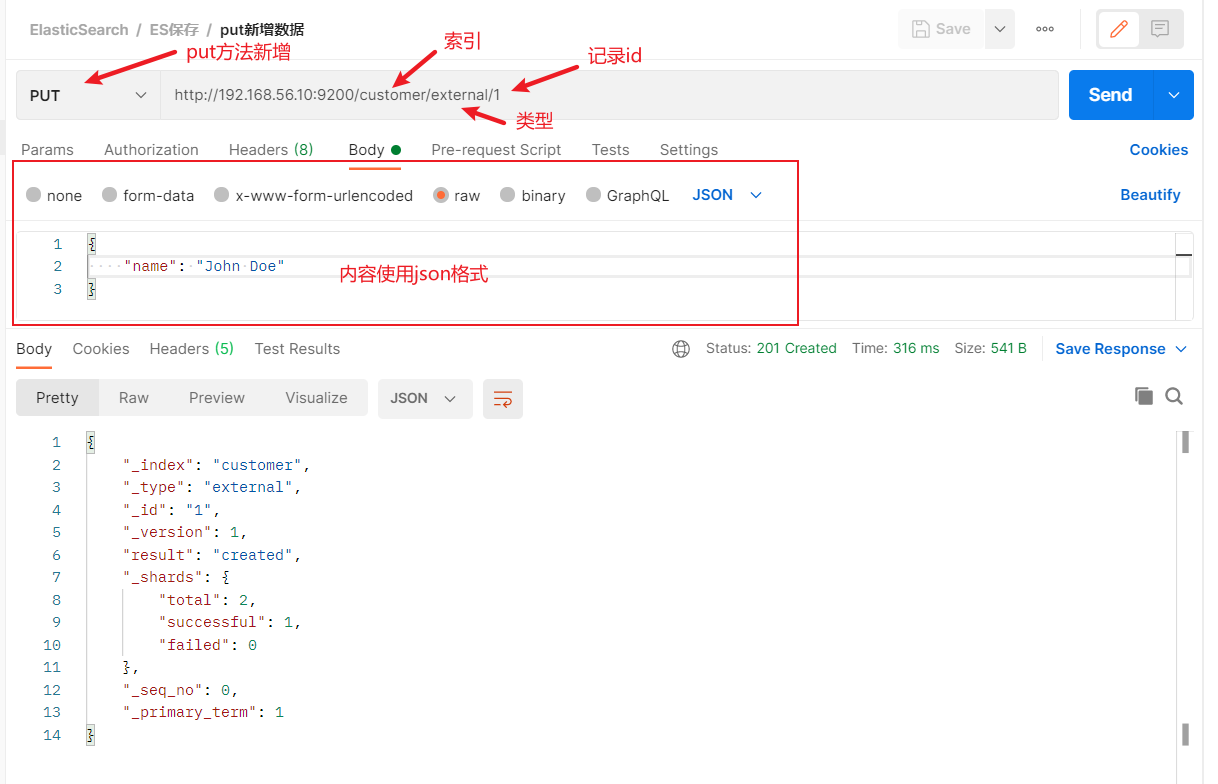 ElasticSearch / ES保存 / put新增数据
Save
put方法新增
索引
记录id
PUT
http://192.168.56.10:9200/customer/external/1
Send
类型
Params Authorization Headers (8) Body Pre-request Script Tests Settings Cookies
none form-data x-www-form-urlencoded raw binary GraphQL JSON Beautify
1 {
2 ····"name":·"John·Doe"
内容使用json格式
3 }
Body Cookies Headers (5) Test Results Status: 201 Created Time: 316 ms Size: 541 B Save Response
Pretty Raw Preview Visualize JSON
1 {
2 "_index": "customer",
3 "_type": "external",
4 "_id": "1",
5 "_version": 1,
6 "result": "created",
7 "_shards": {
8 "total": 2,
9 "successful": 1,
10 "failed": 0
11 },
12 "_seq_no": 0,
13 "_primary_term": 1
14 }